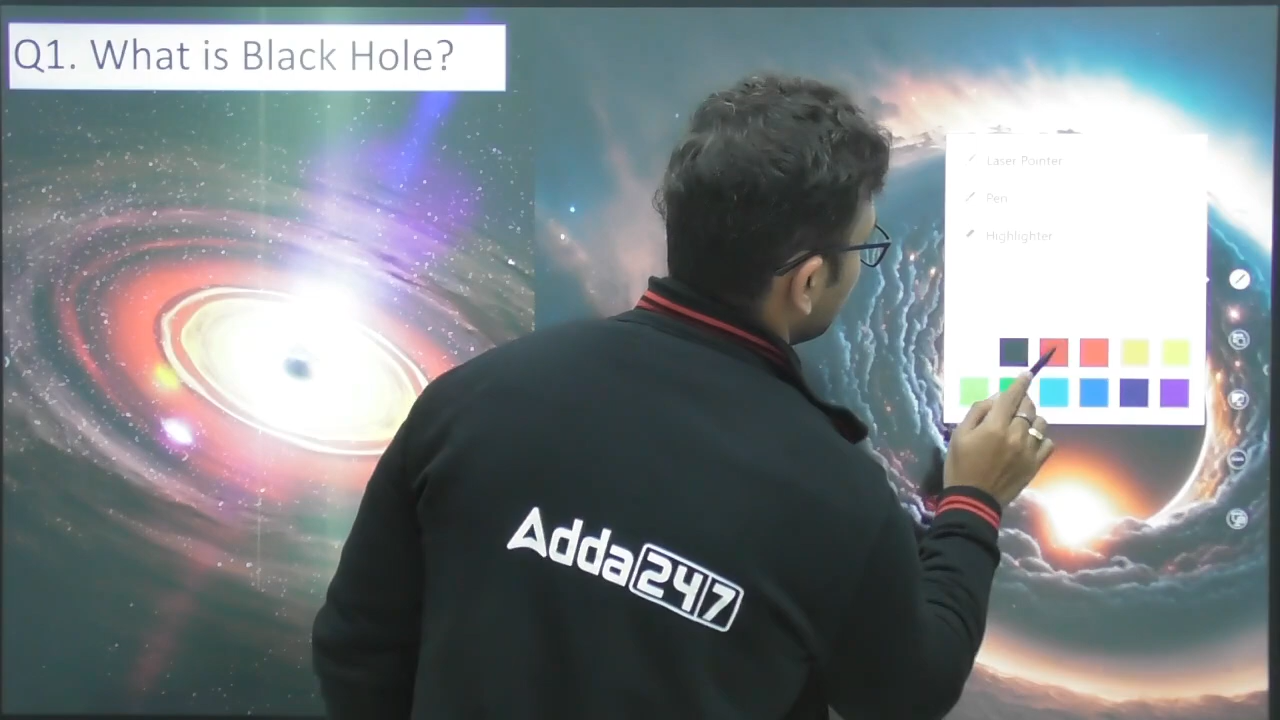 Q1. What is Black Hole?
Laser Pointer
Pen
Highlighter
Adda247